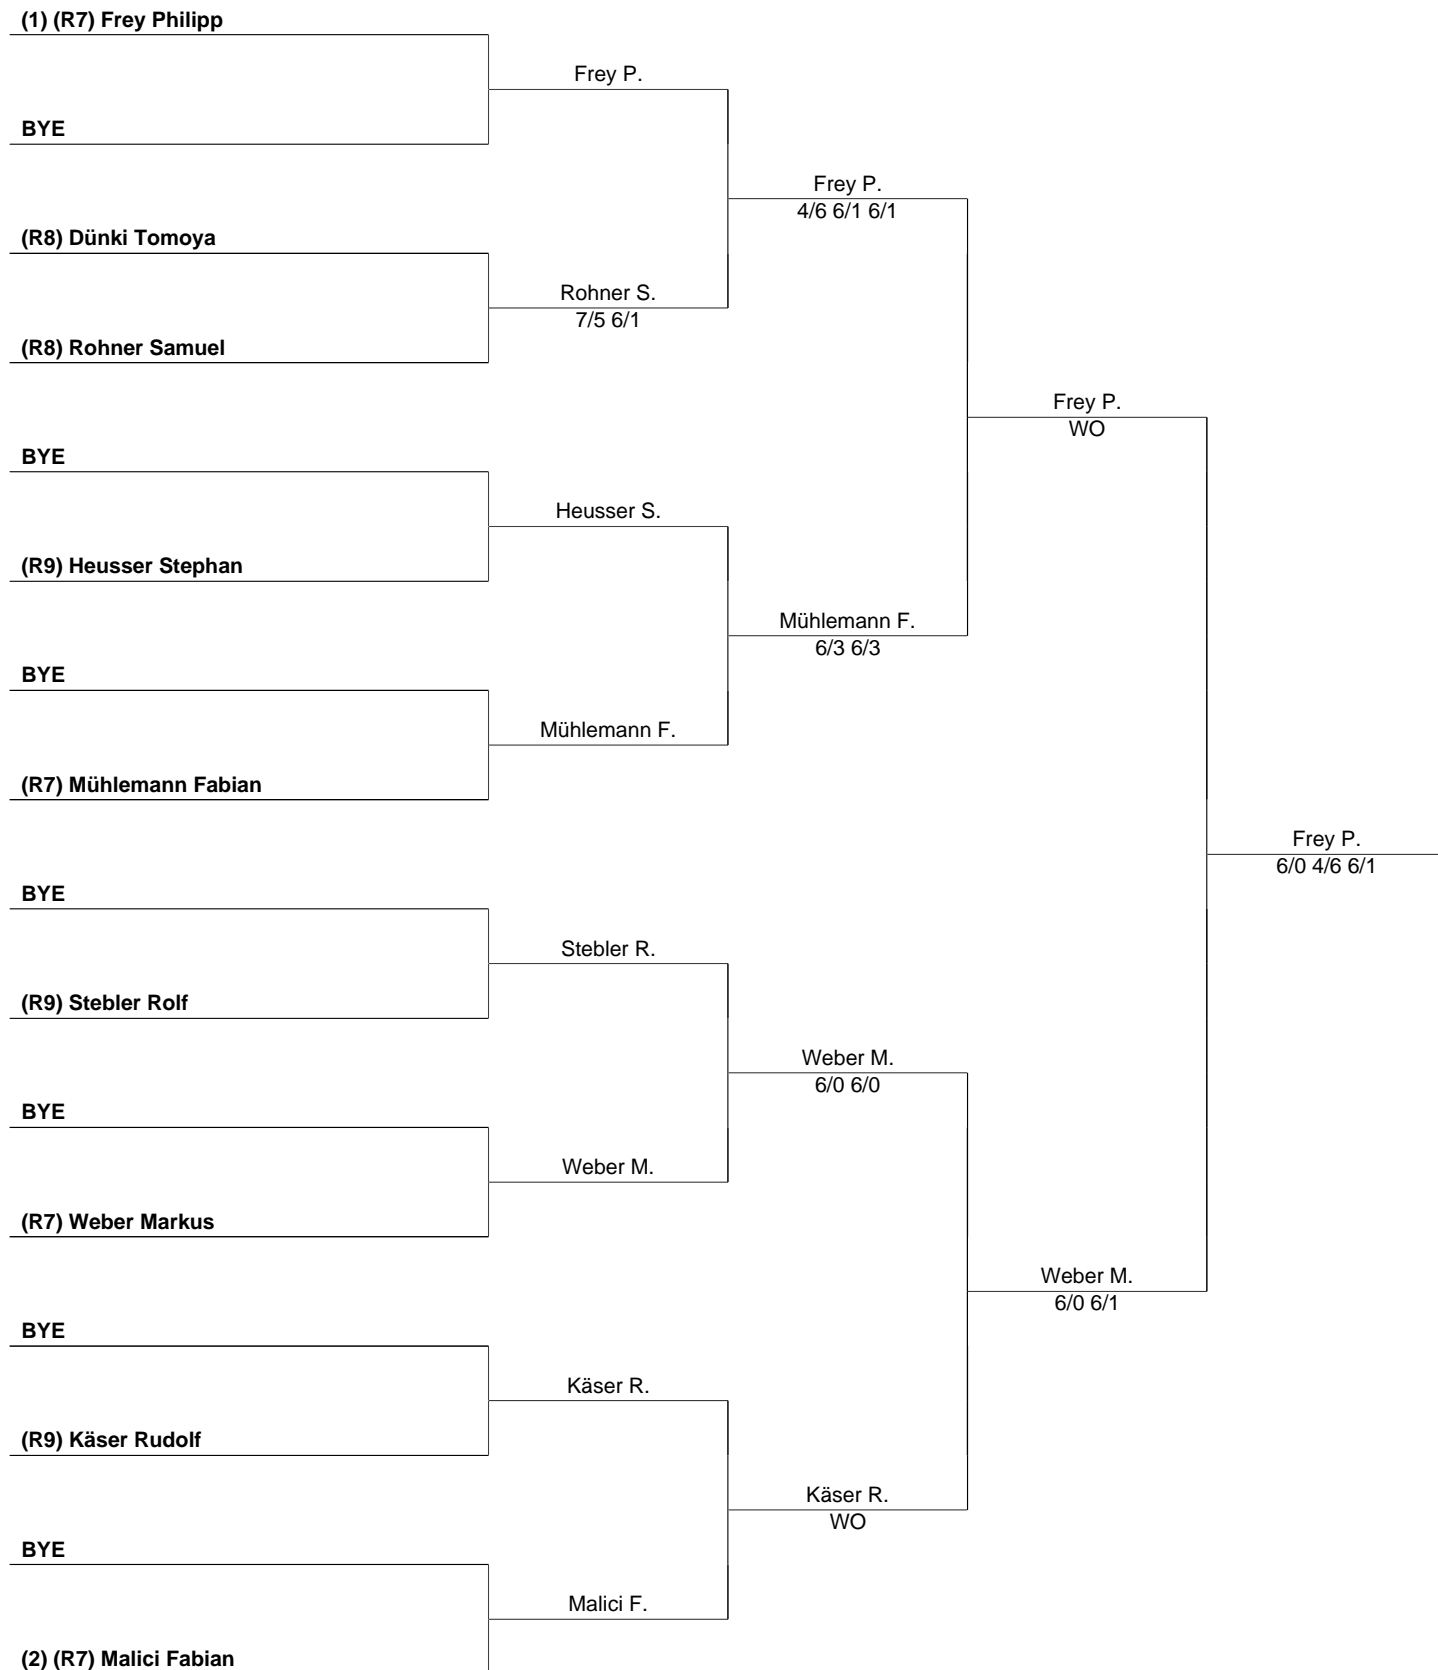 (1) (R7) Frey Philipp
Frey P.
BYE
Frey P.
4/6 6/1 6/1
(R8) Dünki Tomoya
Rohner S.
7/5 6/1
(R8) Rohner Samuel
Frey P.
WO
BYE
Heusser S.
(R9) Heusser Stephan
Mühlemann F.
6/3 6/3
BYE
Mühlemann F.
(R7) Mühlemann Fabian
Frey P.
6/0 4/6 6/1
BYE
Stebler R.
(R9) Stebler Rolf
Weber M.
6/0 6/0
BYE
Weber M.
(R7) Weber Markus
Weber M.
6/0 6/1
BYE
Käser R.
(R9) Käser Rudolf
Käser R.
WO
BYE
Malici F.
(2) (R7) Malici Fabian